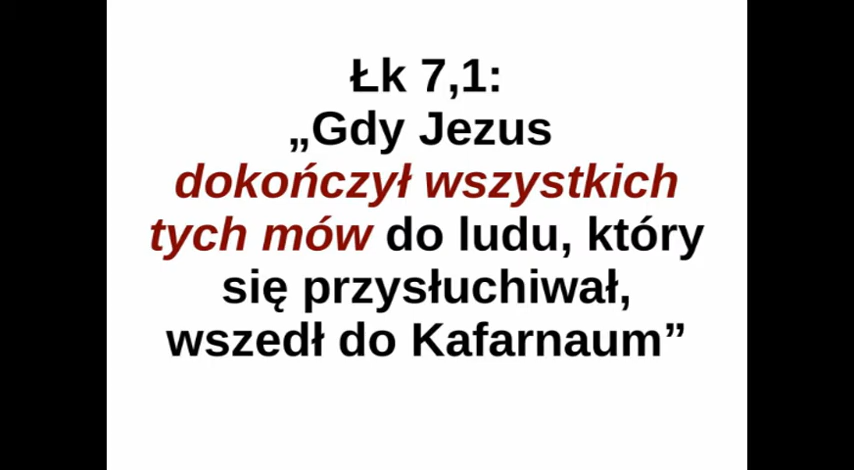 Łk 7,1:
„Gdy Jezus
dokończył wszystkich
tych mów do ludu, który
się przysłuchiwał,
wszedł do Kafarnaum”